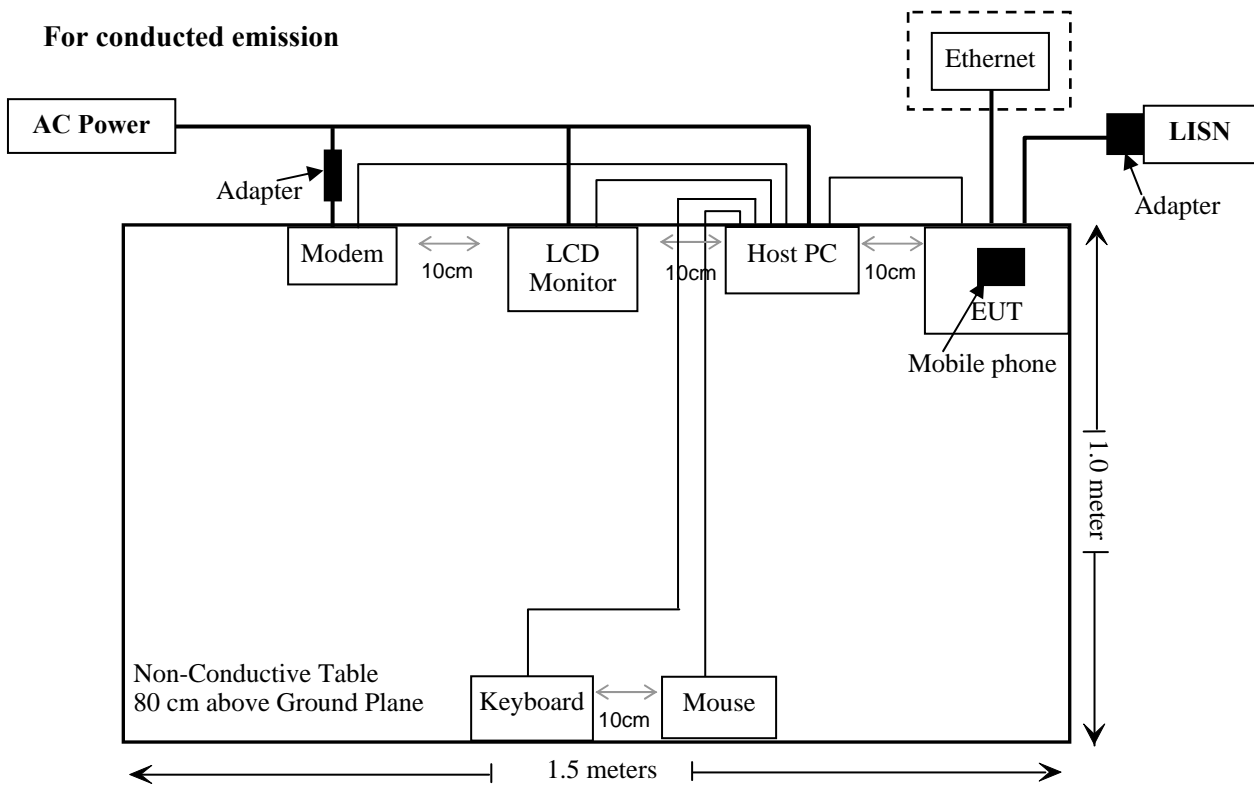 For conducted emission
Ethernet
AC Power
LISN
Adapter
Adapter
Modem
10cm
LCD
Monitor
10cm
Host PC
10cm
EUT
Mobile phone
1.0 meter
Non-Conductive Table
80 cm above Ground Plane
Keyboard
10cm
Mouse
1.5 meters